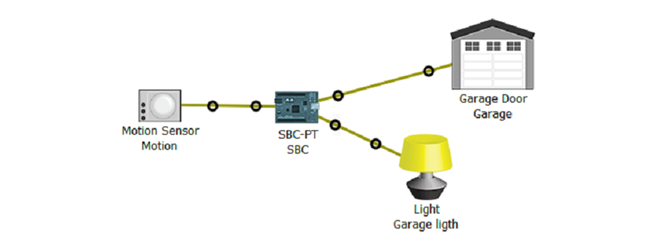 Motion Sensor
Motion
SBC-PT
SBC
Garage Door
Garage
Light
Garage ligth